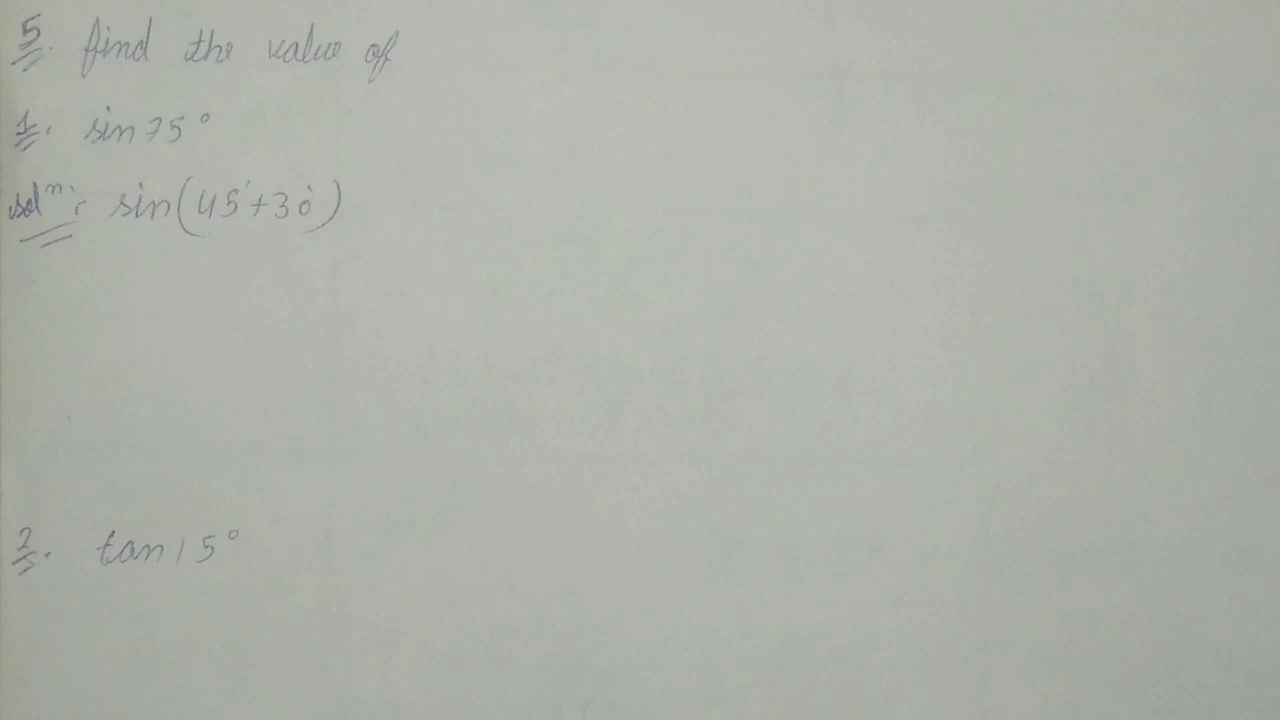 5. find the value of
1. sin 75°
solⁿ: sin(45°+30°)
2. tan 15°